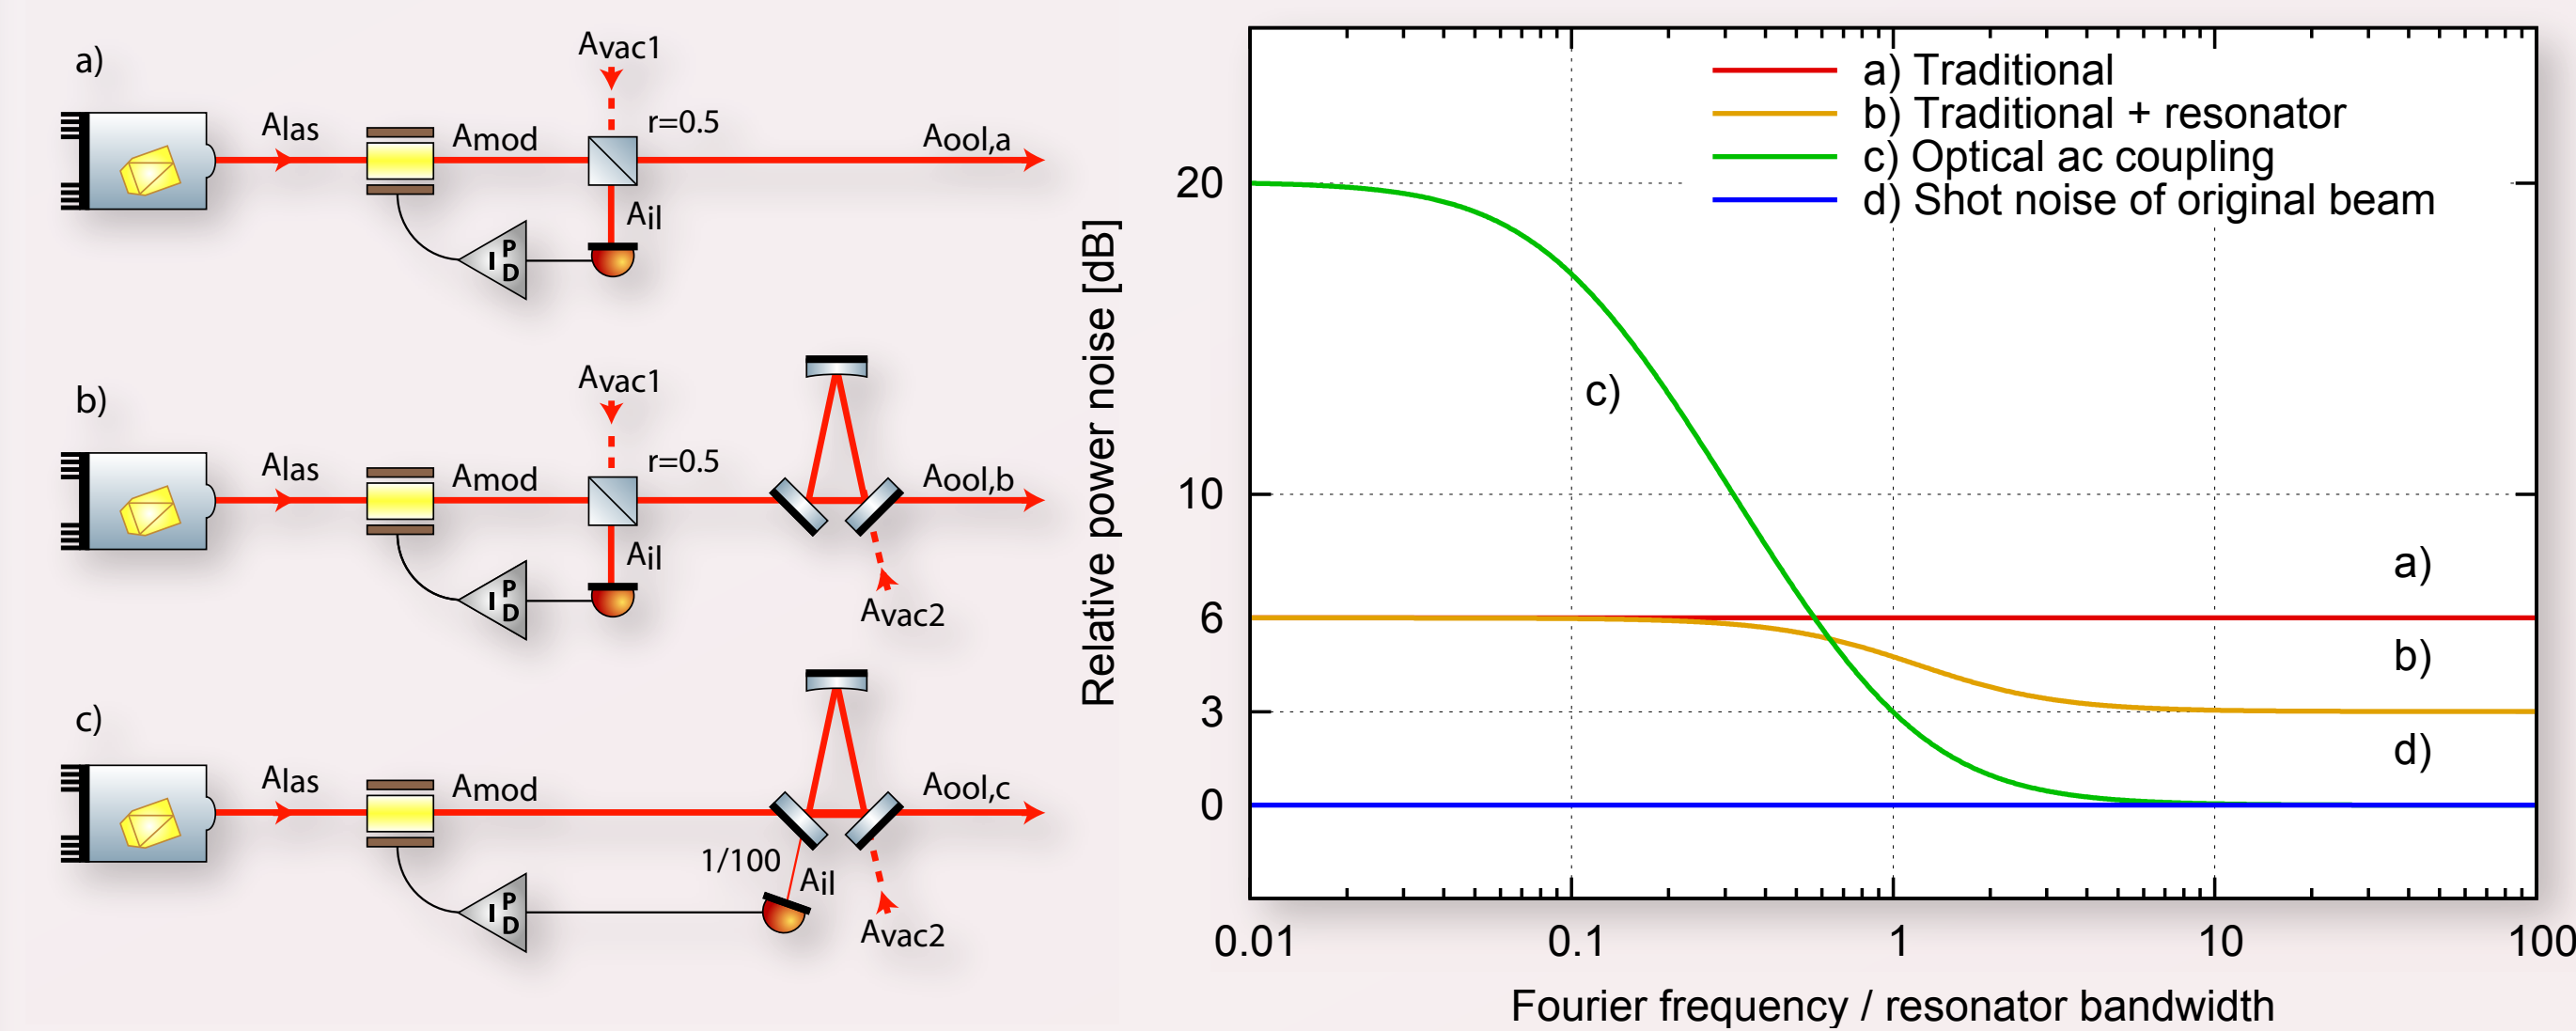 a)
Avac1
r=0.5
Alas
Amod
Aool,a
Ail
P
I
D
b)
Avac1
r=0.5
Alas
Amod
Aool,b
Ail
P
I
D
Avac2
c)
Alas
Amod
Aool,c
1/100
Ail
P
I
D
Avac2
Relative power noise [dB]
20
10
6
3
0
a) Traditional
b) Traditional + resonator
c) Optical ac coupling
d) Shot noise of original beam
c)
a)
b)
d)
0.01
0.1
1
10
100
Fourier frequency / resonator bandwidth